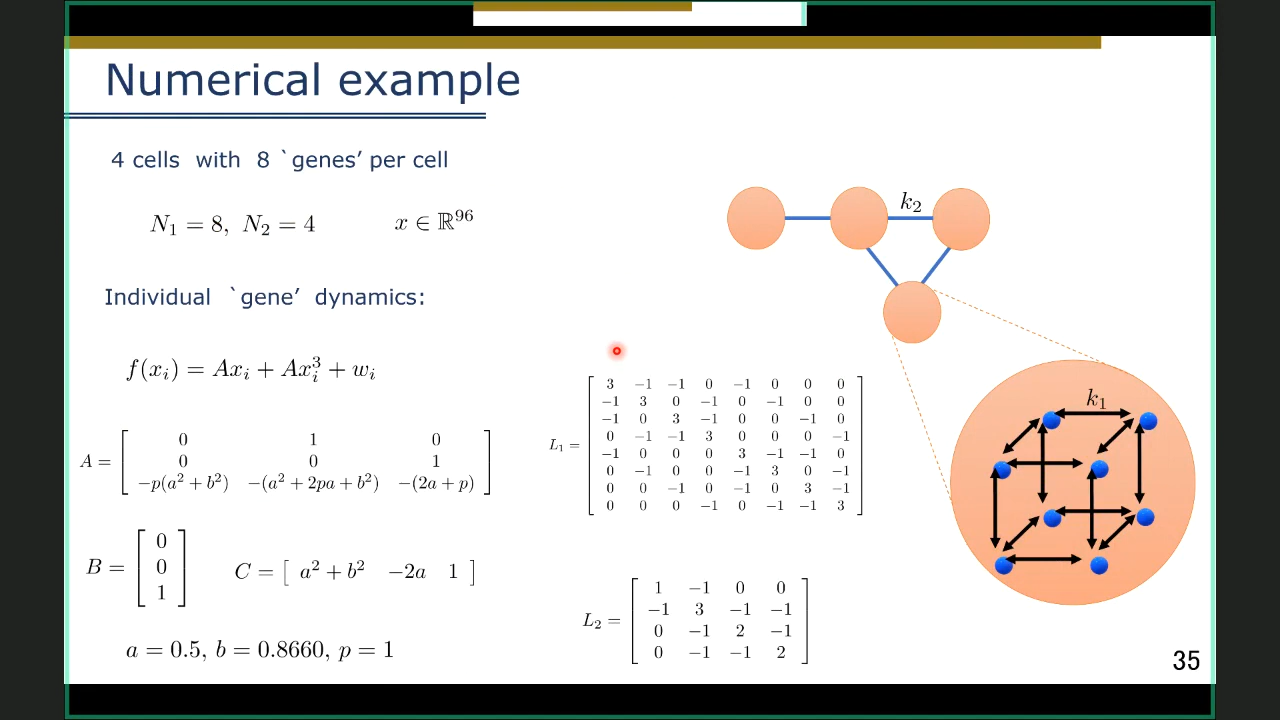 Numerical example
4 cells with 8 `genes’ per cell
N₁ = 8, N₂ = 4 x ∈ ℝ⁹⁶
Individual `gene’ dynamics:
f(xᵢ) = Axᵢ + Axᵢ³ + wᵢ
A = [ 0 1 0
0 0 1
−p(a² + b²) −(a² + 2pa + b²) −(2a + p) ]
B = [ 0
0
1 ]
C = [ a² + b² −2a 1 ]
a = 0.5, b = 0.8660, p = 1
k₂
L₁ = [ 3 −1 −1 0 −1 0 0 0
−1 3 0 −1 0 −1 0 0
−1 0 3 −1 0 0 −1 0
0 −1 −1 3 0 0 0 −1
−1 0 0 0 3 −1 −1 0
0 −1 0 0 −1 3 0 −1
0 0 −1 0 −1 0 3 −1
0 0 0 −1 0 −1 −1 3 ]
k₁
L₂ = [ 1 −1 0 0
−1 3 −1 −1
0 −1 2 −1
0 −1 −1 2 ]
35